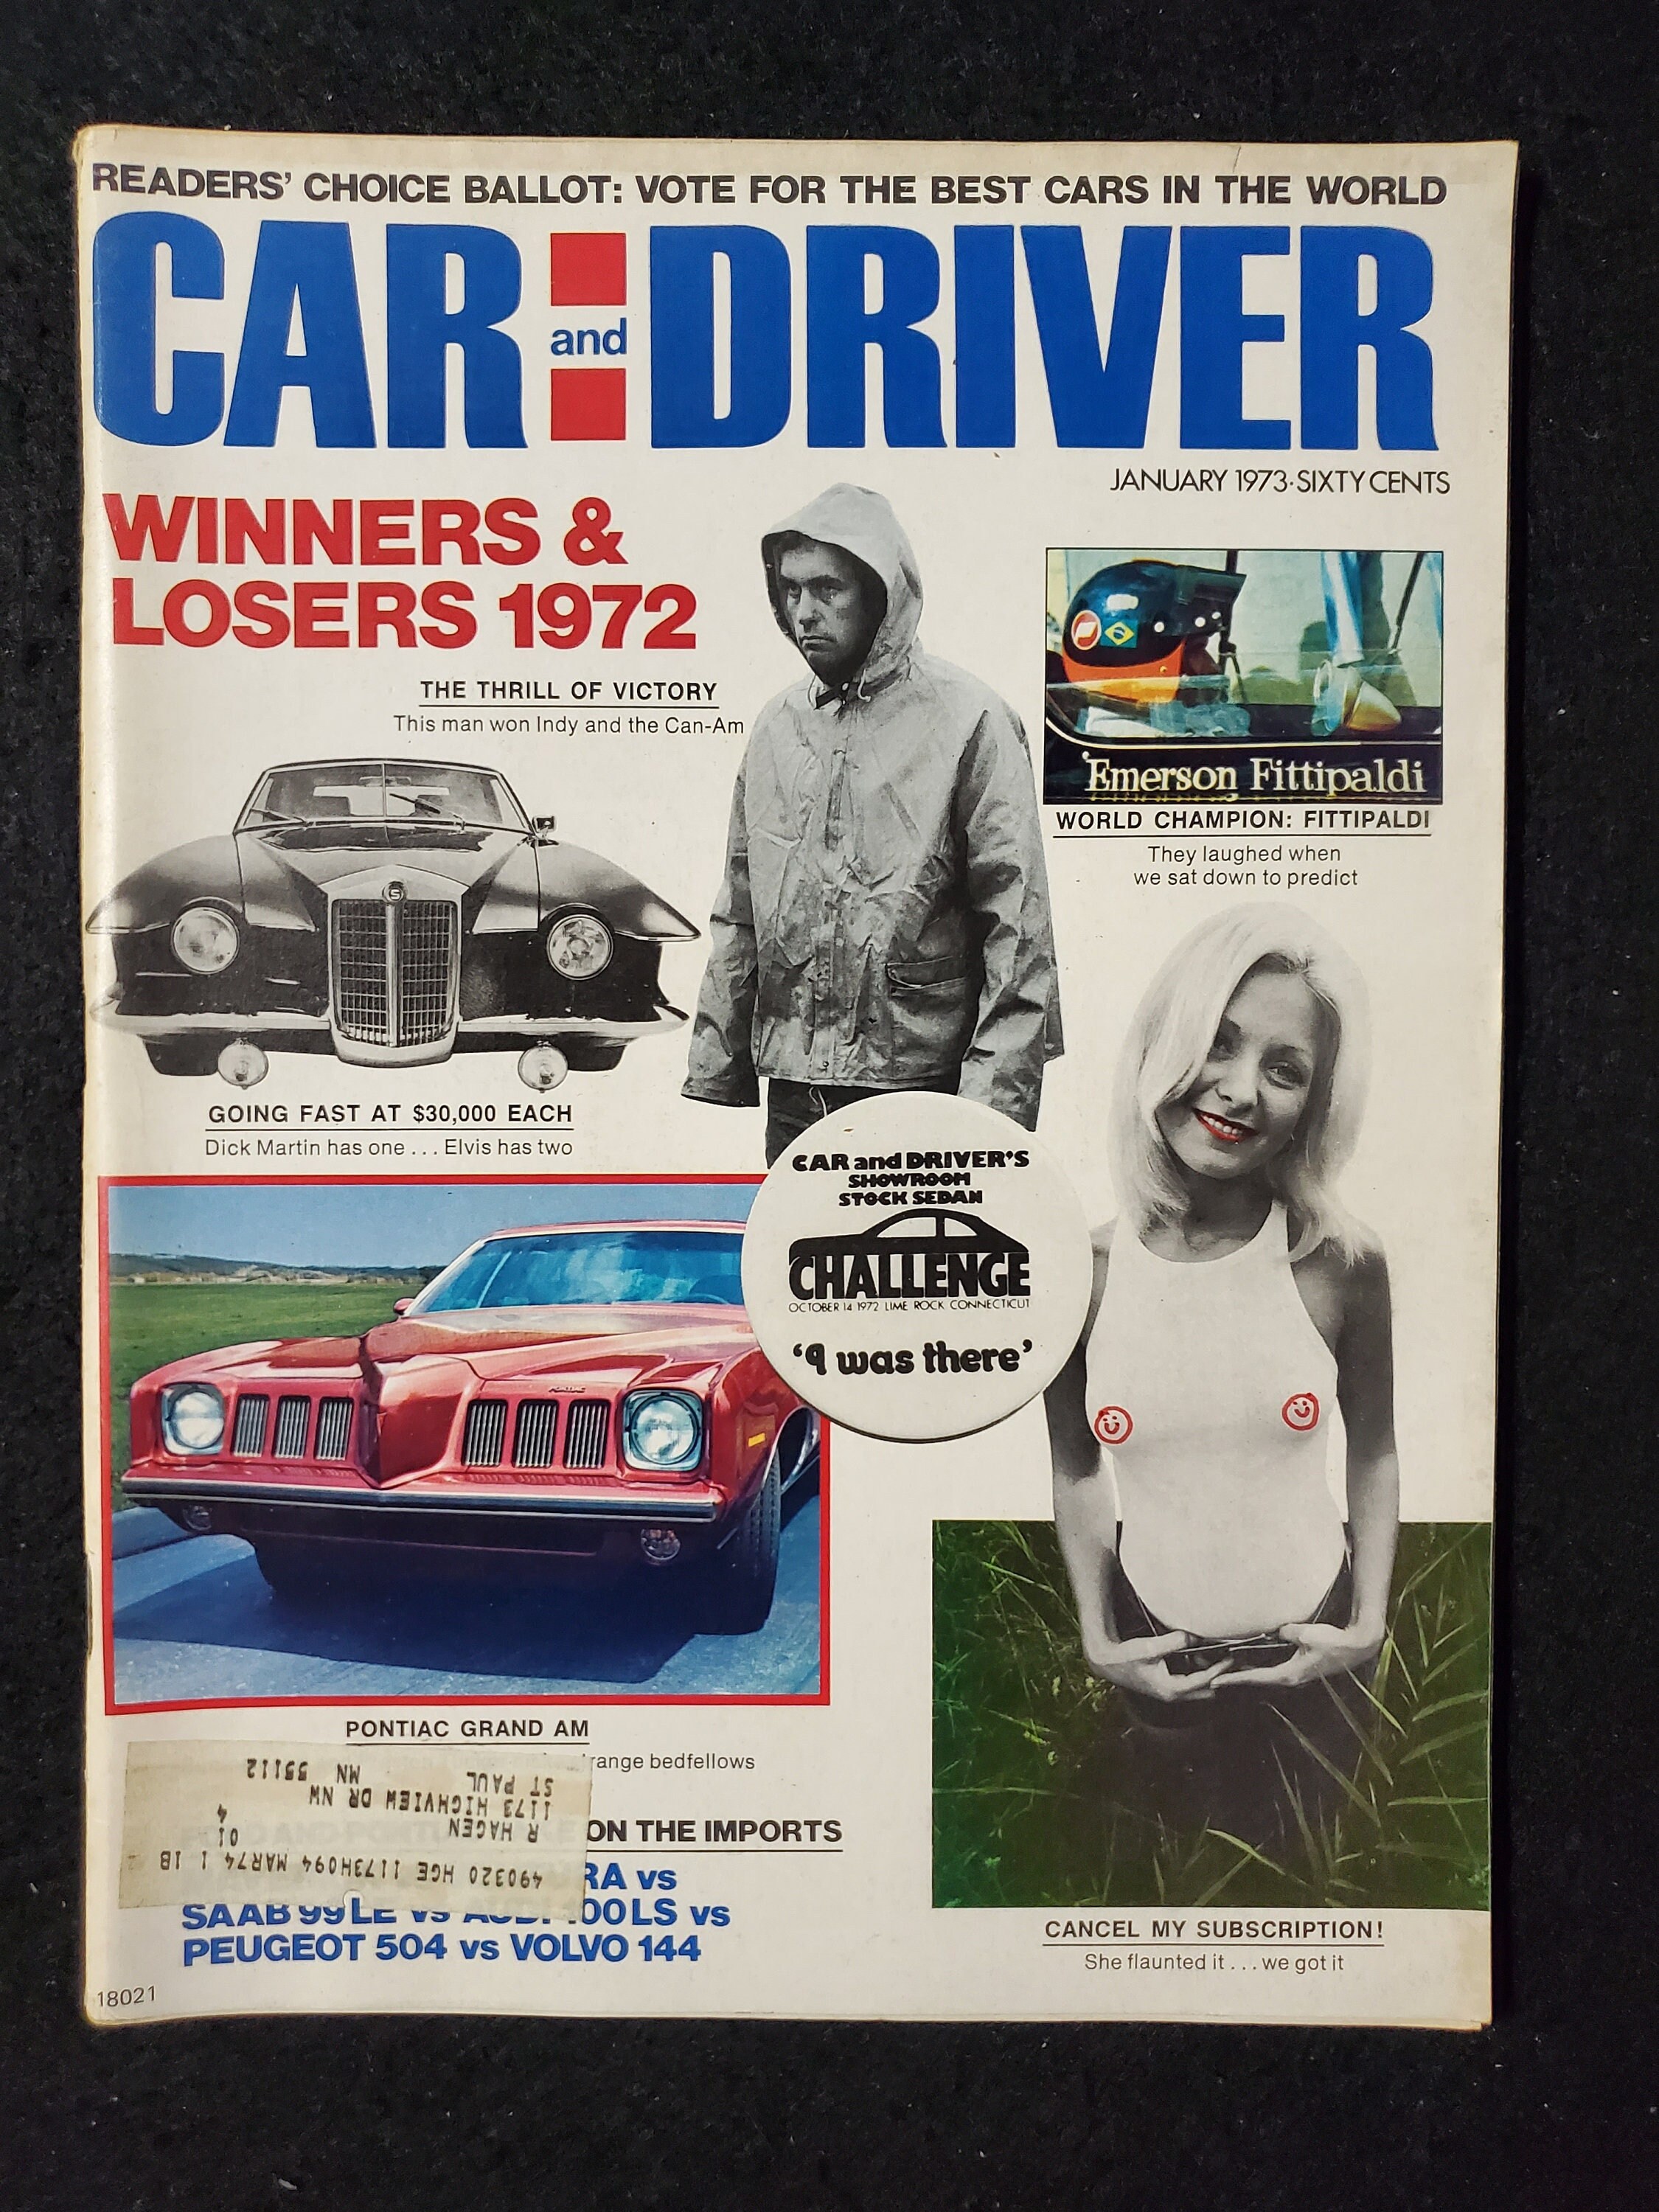 READERS' CHOICE BALLOT: VOTE FOR THE BEST CARS IN THE WORLD
CAR and DRIVER
JANUARY 1973·SIXTY CENTS
WINNERS &
LOSERS 1972
THE THRILL OF VICTORY
This man won Indy and the Can-Am
Emerson Fittipaldi
WORLD CHAMPION: FITTIPALDI
They laughed when
we sat down to predict
S
GOING FAST AT $30,000 EACH
Dick Martin has one . . . Elvis has two
CAR and DRIVER'S
SHOWROOM
STOCK SEDAN
CHALLENGE
OCTOBER 14 1972 LIME ROCK CONNECTICUT
'I was there'
PONTIAC
PONTIAC GRAND AM
range bedfellows
490320 HGE 1173H094 MAR74 1 1B
R HAGEN 01
1173 HIGHVIEW DR NW 4
ST PAUL MN 55112
ON THE IMPORTS
RA vs
SAAB 99LE vs AUDI 100LS vs
PEUGEOT 504 vs VOLVO 144
CANCEL MY SUBSCRIPTION!
She flaunted it . . . we got it
18021